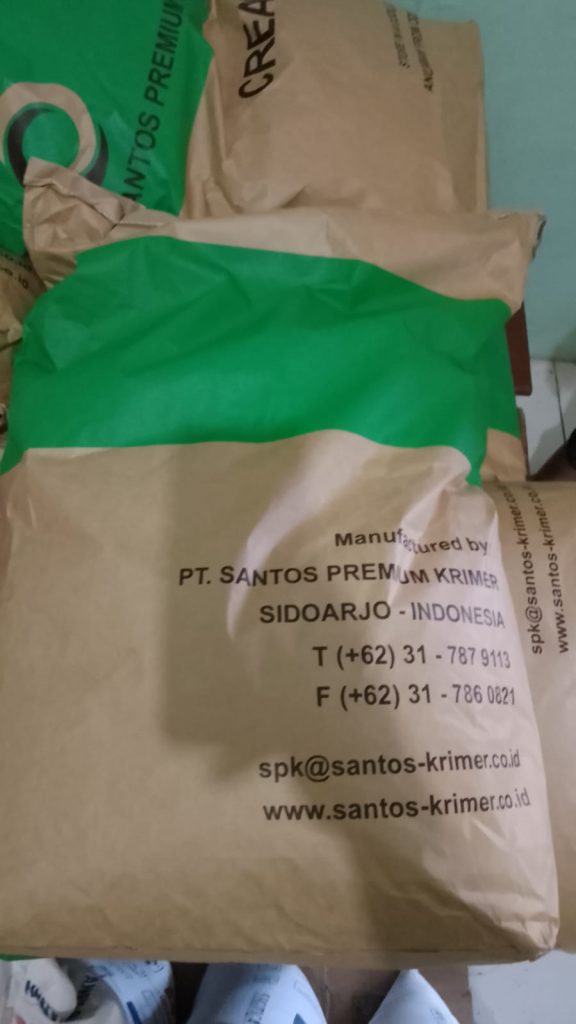 SANTOS PREMIUM
CREA
Manufactured by
PT. SANTOS PREMIUM KRIMER
SIDOARJO - INDONESIA
T (+62) 31 - 787 9113
F (+62) 31 - 786 0821
spk@santos-krimer.co.id
www.santos-krimer.co.id
spk@santos-krimer.co
www.santos-krimer.co.
o.id